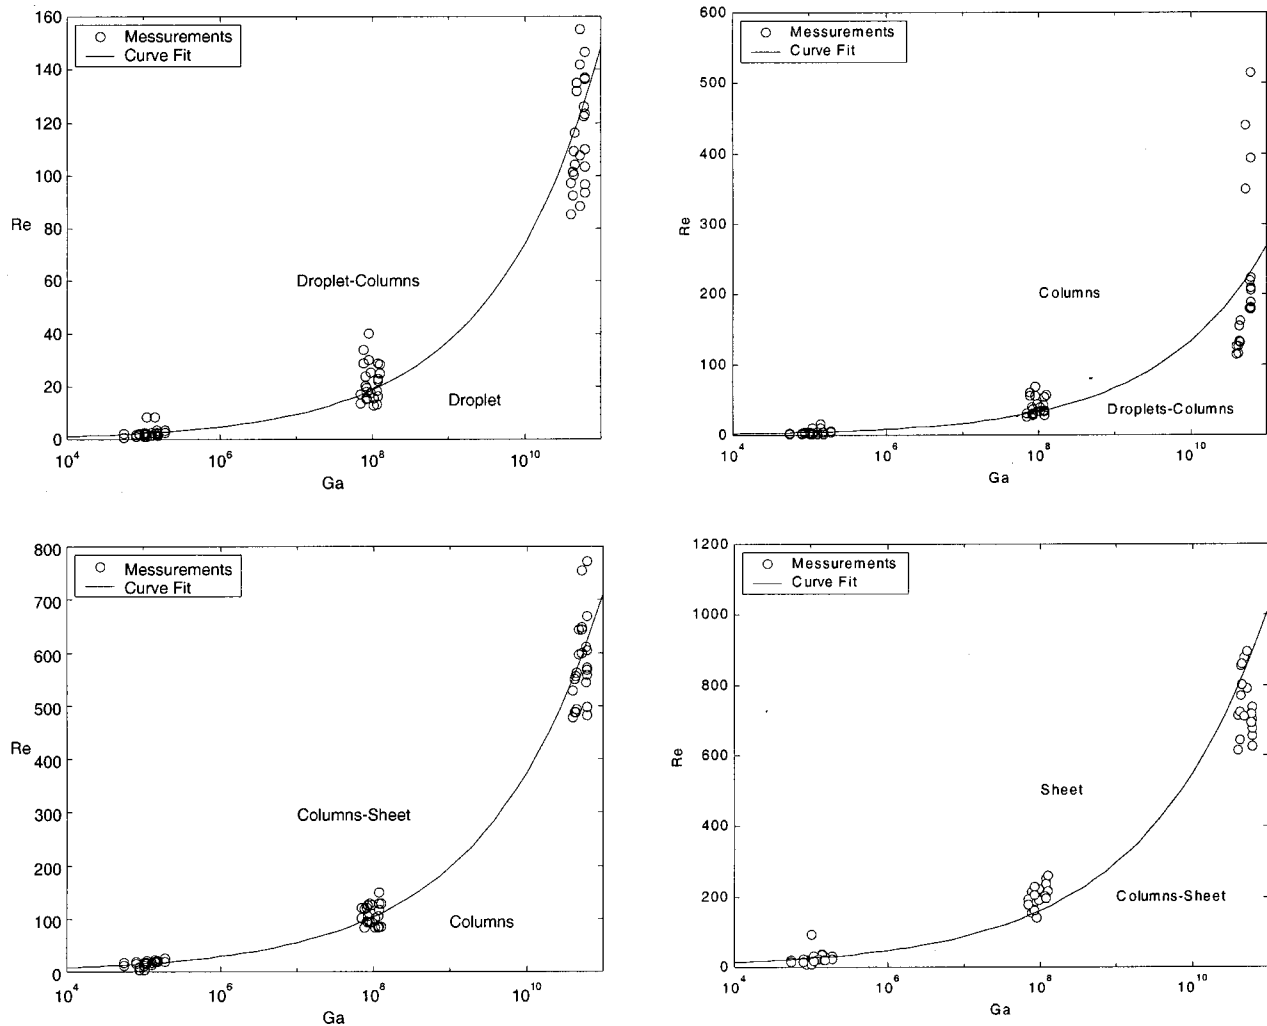 160
Messurements
Curve Fit
140
120
100
Re
80
60
Droplet-Columns
40
20
Droplet
0
10^4
10^6
10^8
10^10
Ga
600
Messurements
Curve Fit
500
400
Re
300
200
Columns
100
Droplets-Columns
0
10^4
10^6
10^8
10^10
Ga
800
Messurements
Curve Fit
700
600
500
Re
400
300
Columns-Sheet
200
100
Columns
0
10^4
10^6
10^8
10^10
Ga
1200
Messurements
Curve Fit
1000
800
Re
600
Sheet
400
200
Columns-Sheet
0
10^4
10^6
10^8
10^10
Ga